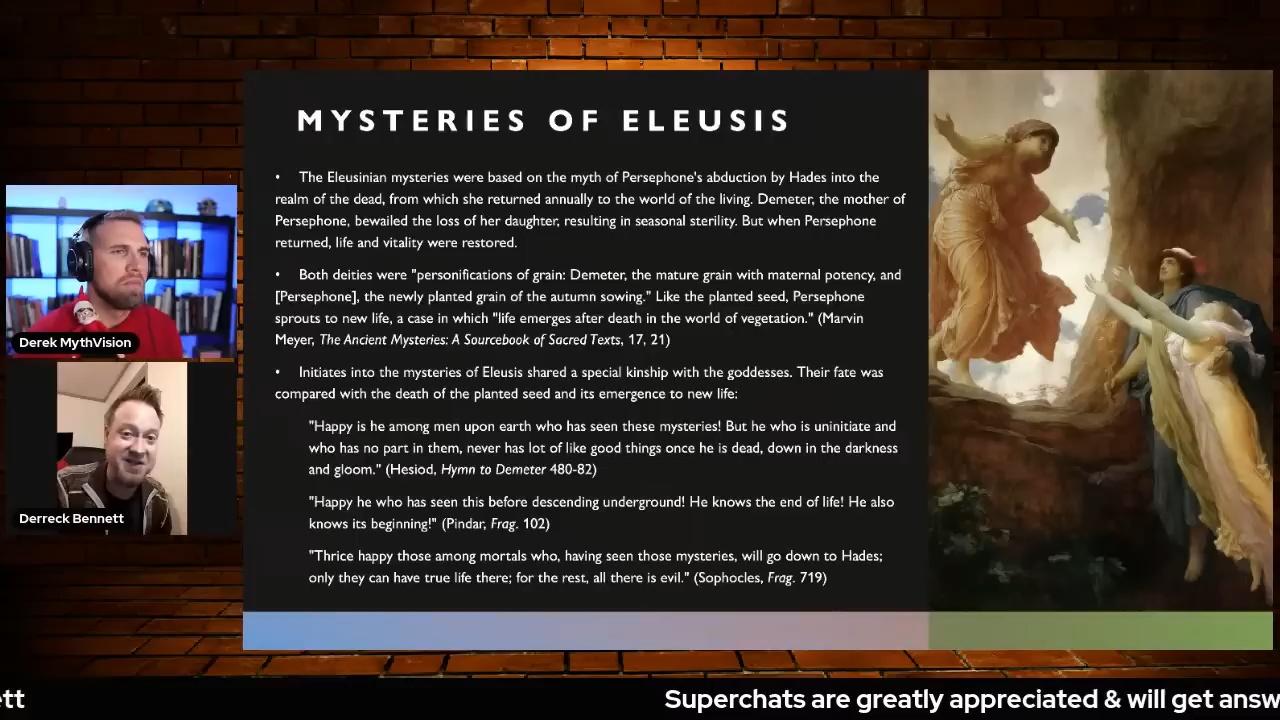 MYSTERIES OF ELEUSIS
• The Eleusinian mysteries were based on the myth of Persephone's abduction by Hades into the
realm of the dead, from which she returned annually to the world of the living. Demeter, the mother of
Persephone, bewailed the loss of her daughter, resulting in seasonal sterility. But when Persephone
returned, life and vitality were restored.
• Both deities were "personifications of grain: Demeter, the mature grain with maternal potency, and
[Persephone], the newly planted grain of the autumn sowing." Like the planted seed, Persephone
sprouts to new life, a case in which "life emerges after death in the world of vegetation." (Marvin
Meyer, The Ancient Mysteries: A Sourcebook of Sacred Texts, 17, 21)
• Initiates into the mysteries of Eleusis shared a special kinship with the goddesses. Their fate was
compared with the death of the planted seed and its emergence to new life:
"Happy is he among men upon earth who has seen these mysteries! But he who is uninitiate and
who has no part in them, never has lot of like good things once he is dead, down in the darkness
and gloom." (Hesiod, Hymn to Demeter 480-82)
"Happy he who has seen this before descending underground! He knows the end of life! He also
knows its beginning!" (Pindar, Frag. 102)
"Thrice happy those among mortals who, having seen those mysteries, will go down to Hades;
only they can have true life there; for the rest, all there is evil." (Sophocles, Frag. 719)
Derek MythVision
Derreck Bennett
ett Superchats are greatly appreciated & will get answ